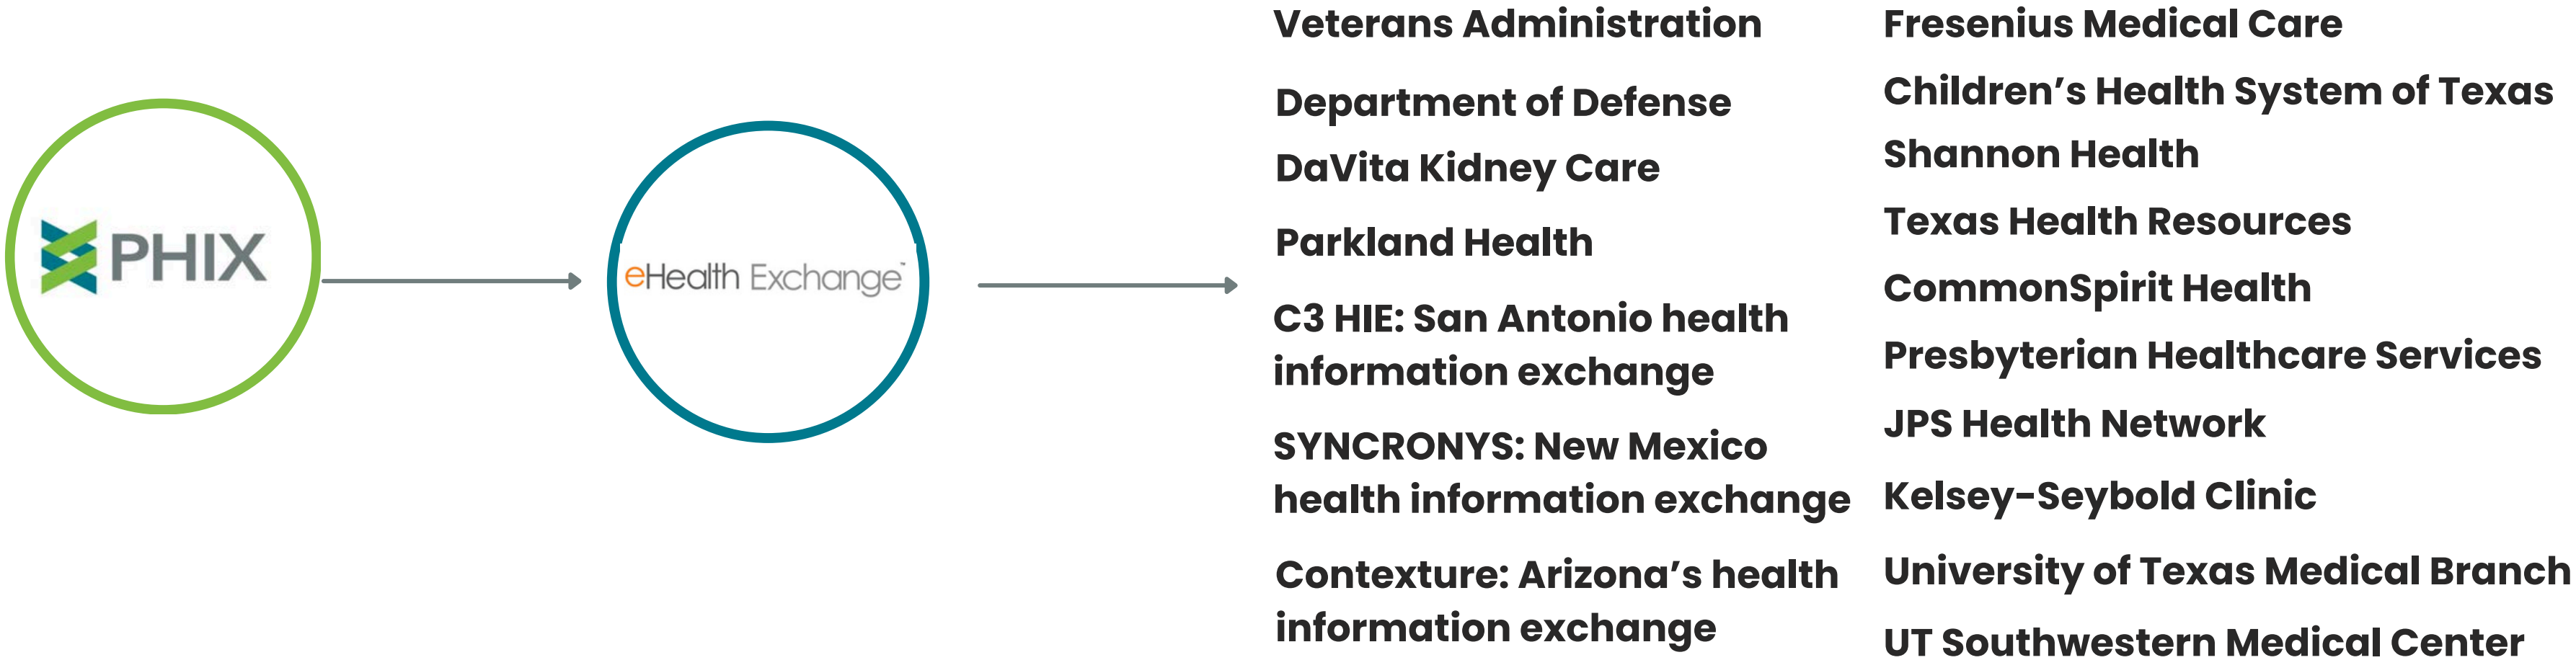 PHIX
eHealth Exchange™
Veterans Administration
Department of Defense
DaVita Kidney Care
Parkland Health
C3 HIE: San Antonio health
information exchange
SYNCRONYS: New Mexico
health information exchange
Contexture: Arizona’s health
information exchange
Fresenius Medical Care
Children’s Health System of Texas
Shannon Health
Texas Health Resources
CommonSpirit Health
Presbyterian Healthcare Services
JPS Health Network
Kelsey-Seybold Clinic
University of Texas Medical Branch
UT Southwestern Medical Center